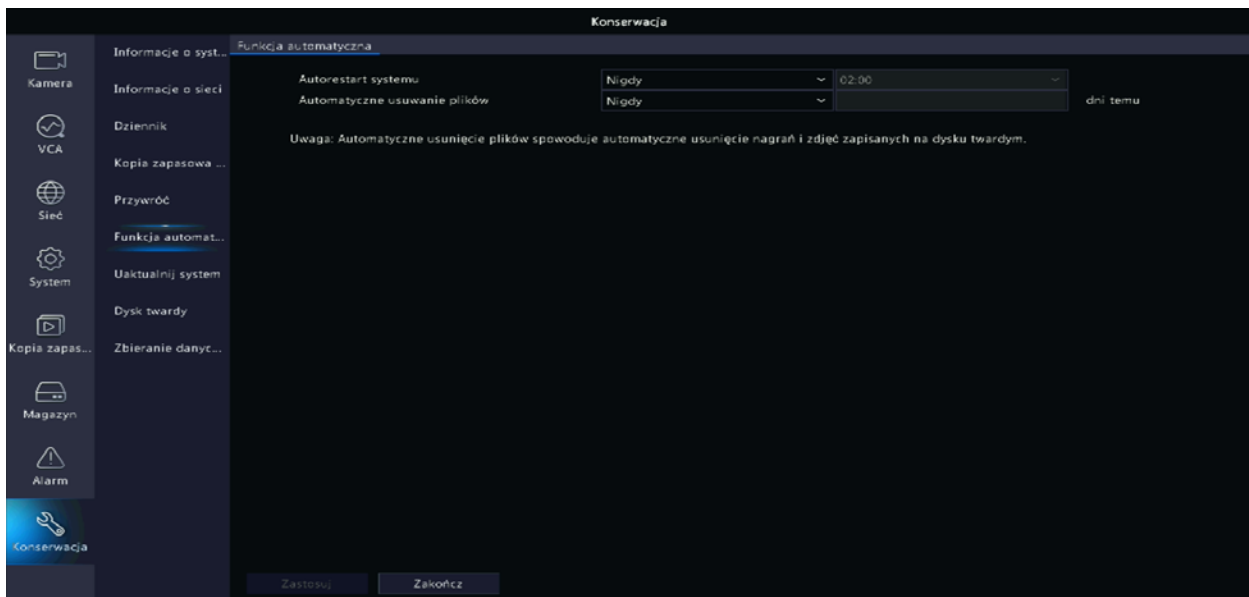 Konserwacja
Kamera
VCA
Sieć
System
Kopia zapas...
Magazyn
Alarm
Konserwacja
Informacje o syst...
Informacje o sieci
Dziennik
Kopia zapasowa ...
Przywróć
Funkcja automat...
Uaktualnij system
Dysk twardy
Zbieranie danyc...
Funkcja automatyczna
Autorestart systemu Nigdy 02:00
Automatyczne usuwanie plików Nigdy dni temu
Uwaga: Automatyczne usunięcie plików spowoduje automatyczne usunięcie nagrań i zdjęć zapisanych na dysku twardym.
Zastosuj Zakończ